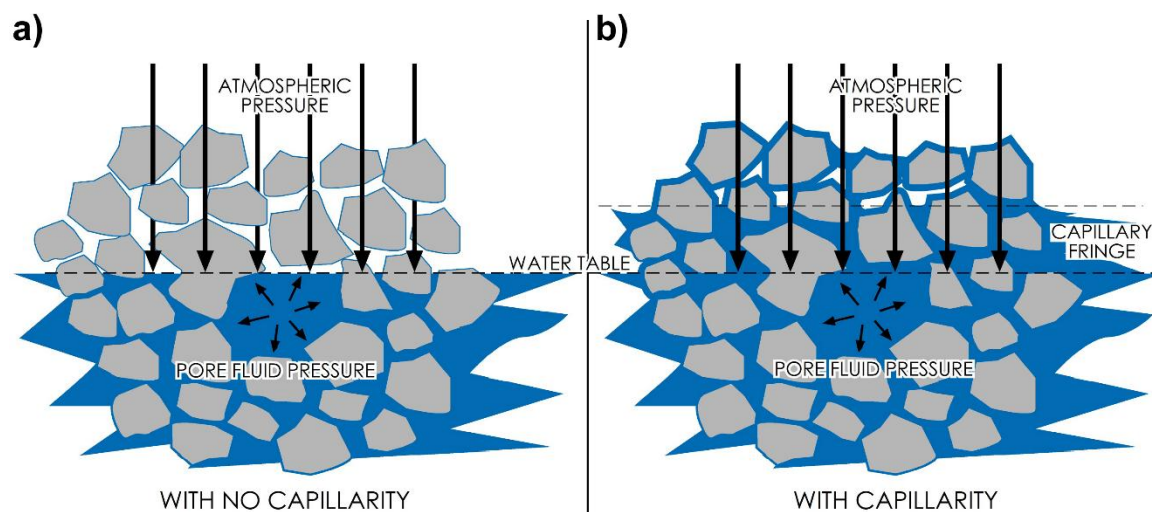 a)
ATMOSPHERIC
PRESSURE
WATER TABLE
PORE FLUID PRESSURE
WITH NO CAPILLARITY
b)
ATMOSPHERIC
PRESSURE
CAPILLARY
FRINGE
PORE FLUID PRESSURE
WITH CAPILLARITY